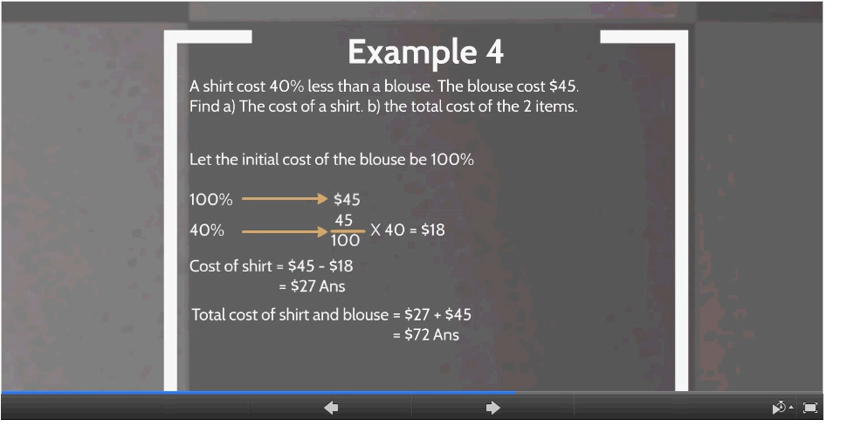 Example 4
A shirt cost 40% less than a blouse. The blouse cost $45.
Find a) The cost of a shirt. b) the total cost of the 2 items.
Let the initial cost of the blouse be 100%
100% $45
40% 45/100 X 40 = $18
Cost of shirt = $45 - $18
= $27 Ans
Total cost of shirt and blouse = $27 + $45
= $72 Ans